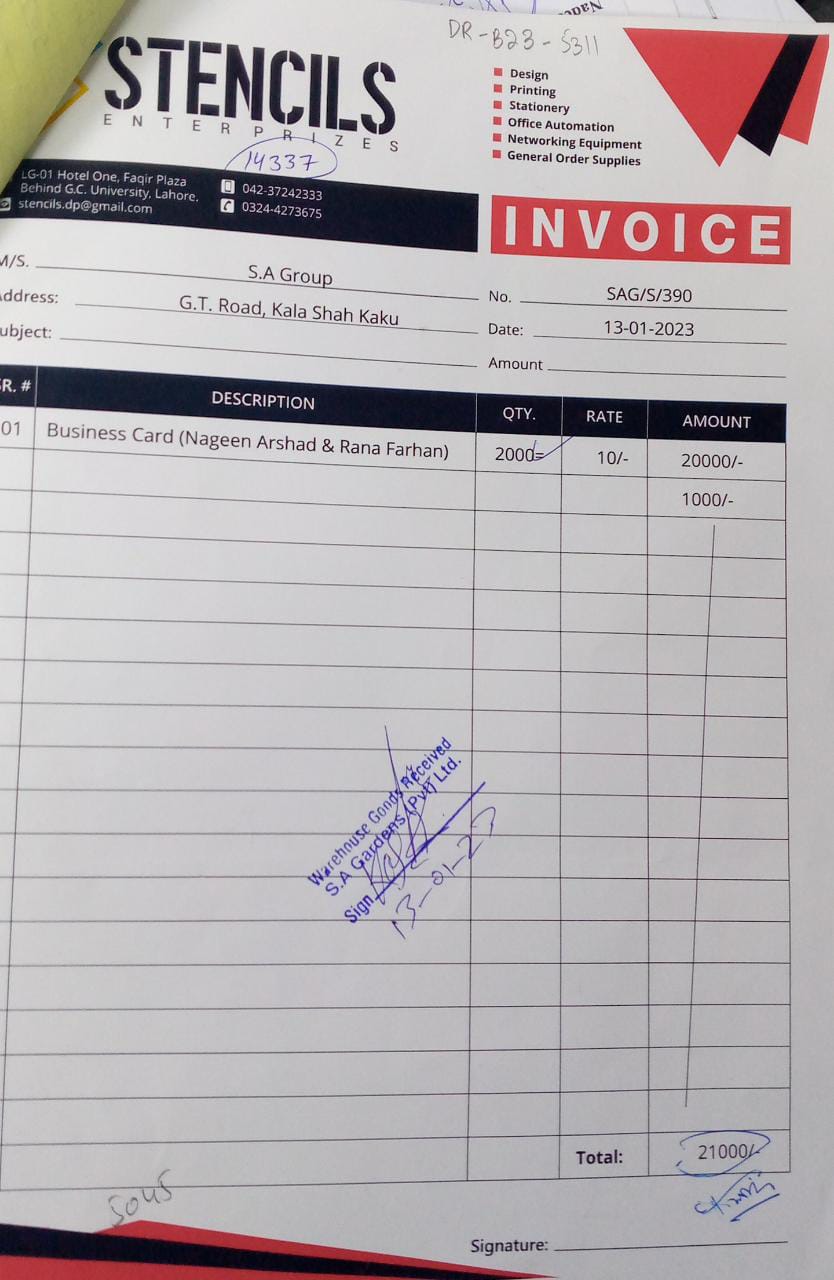 DR-B23-5311
STENCILS
ENTERPRIZES
14337
Design
Printing
Stationery
Office Automation
Networking Equipment
General Order Supplies
LG-01 Hotel One, Faqir Plaza
Behind G.C. University, Lahore.
stencils.dp@gmail.com
042-37242333
0324-4273675
INVOICE
M/S. S.A Group
Address: G.T. Road, Kala Shah Kaku
ubject:
No. SAG/S/390
Date: 13-01-2023
Amount
SR. # DESCRIPTION QTY. RATE AMOUNT
01 Business Card (Nageen Arshad & Rana Farhan) 2000= 10/- 20000/-
1000/-
Warehouse Goods Received
S.A Gardens (Pvt) Ltd.
Sign
13-01-23
Total: 21000/-
5045
Signature: